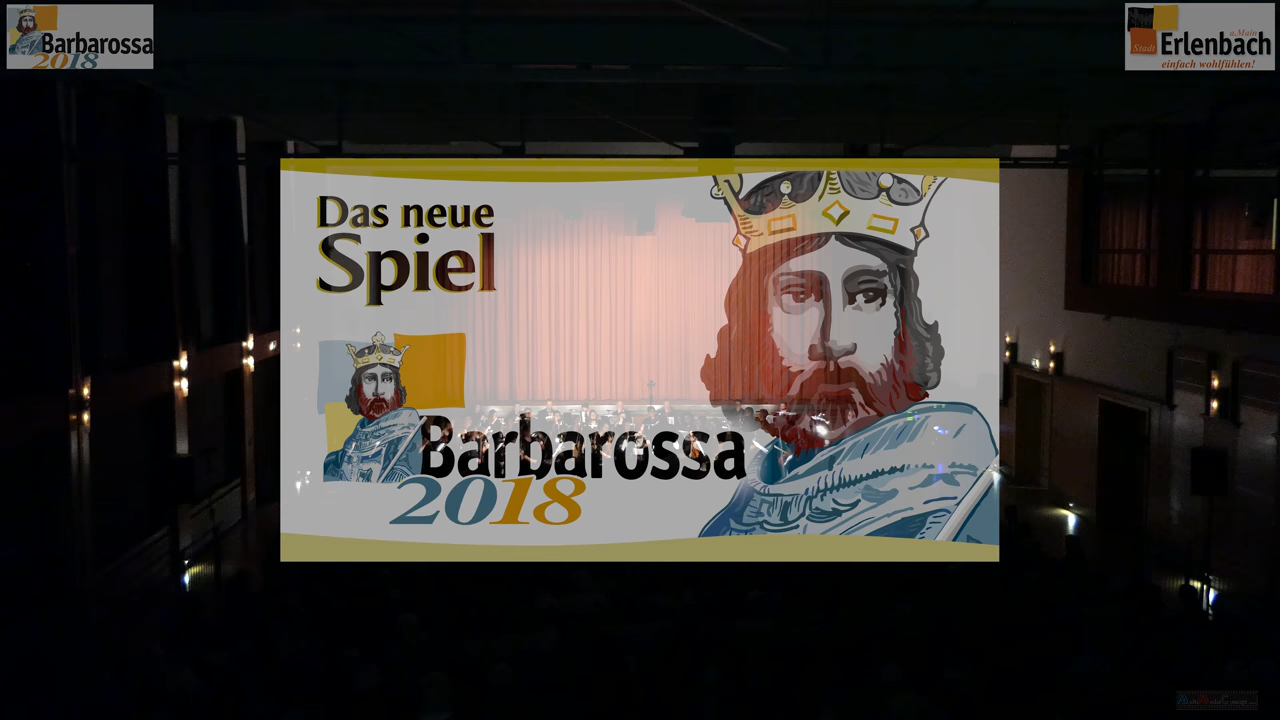 Barbarossa
2018
a.Main
Stadt Erlenbach
einfach wohlfühlen!
Das neue
Spiel
Barbarossa
2018